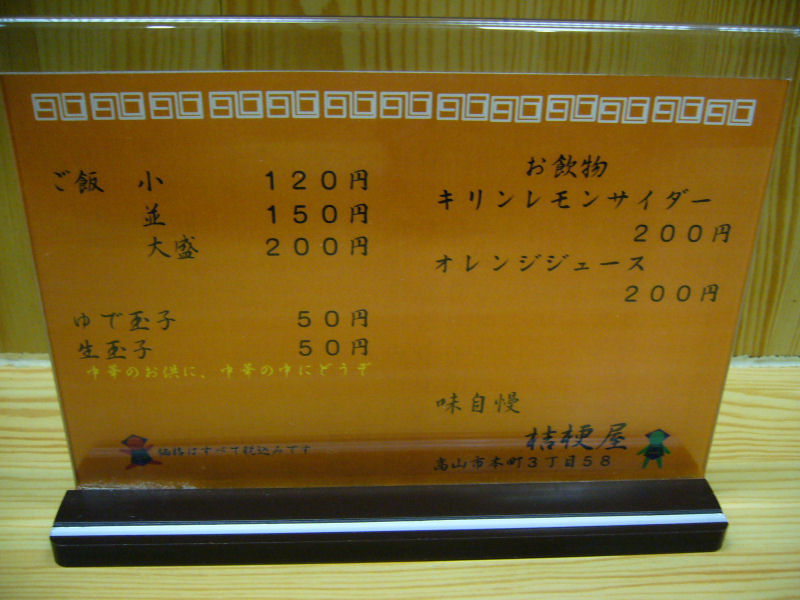 ご飯 小 120円
並 150円
大盛 200円
ゆで玉子 50円
生玉子 50円
中華のお供に、中華の中にどうぞ
価格はすべて税込みです
お飲物
キリンレモンサイダー
200円
オレンジジュース
200円
味自慢
桔梗屋
高山市本町3丁目58